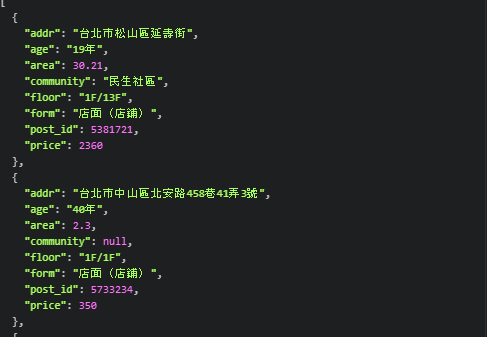 [
{
"addr": "台北市松山區延壽街",
"age": "19年",
"area": 30.21,
"community": "民生社區",
"floor": "1F/13F",
"form": "店面（店鋪）",
"post_id": 5381721,
"price": 2360
},
{
"addr": "台北市中山區北安路458巷41弄3號",
"age": "40年",
"area": 2.3,
"community": null,
"floor": "1F/1F",
"form": "店面（店鋪）",
"post_id": 5733234,
"price": 350
},
{